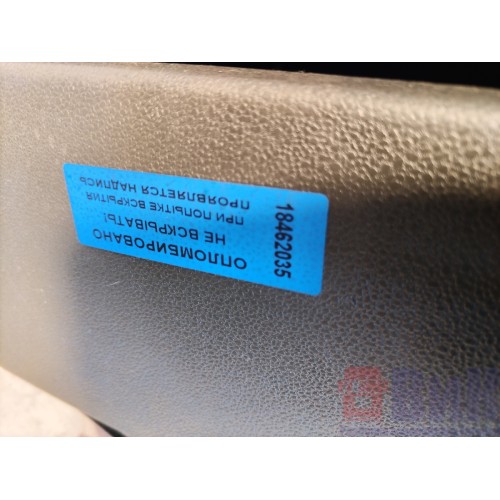 ОПЛОМБИРОВАНО
НЕ ВСКРЫВАТЬ!
ПРИ ПОПЫТКЕ ВСКРЫТИЯ
ПРОЯВЛЯЕТСЯ НАДПИСЬ
18462035